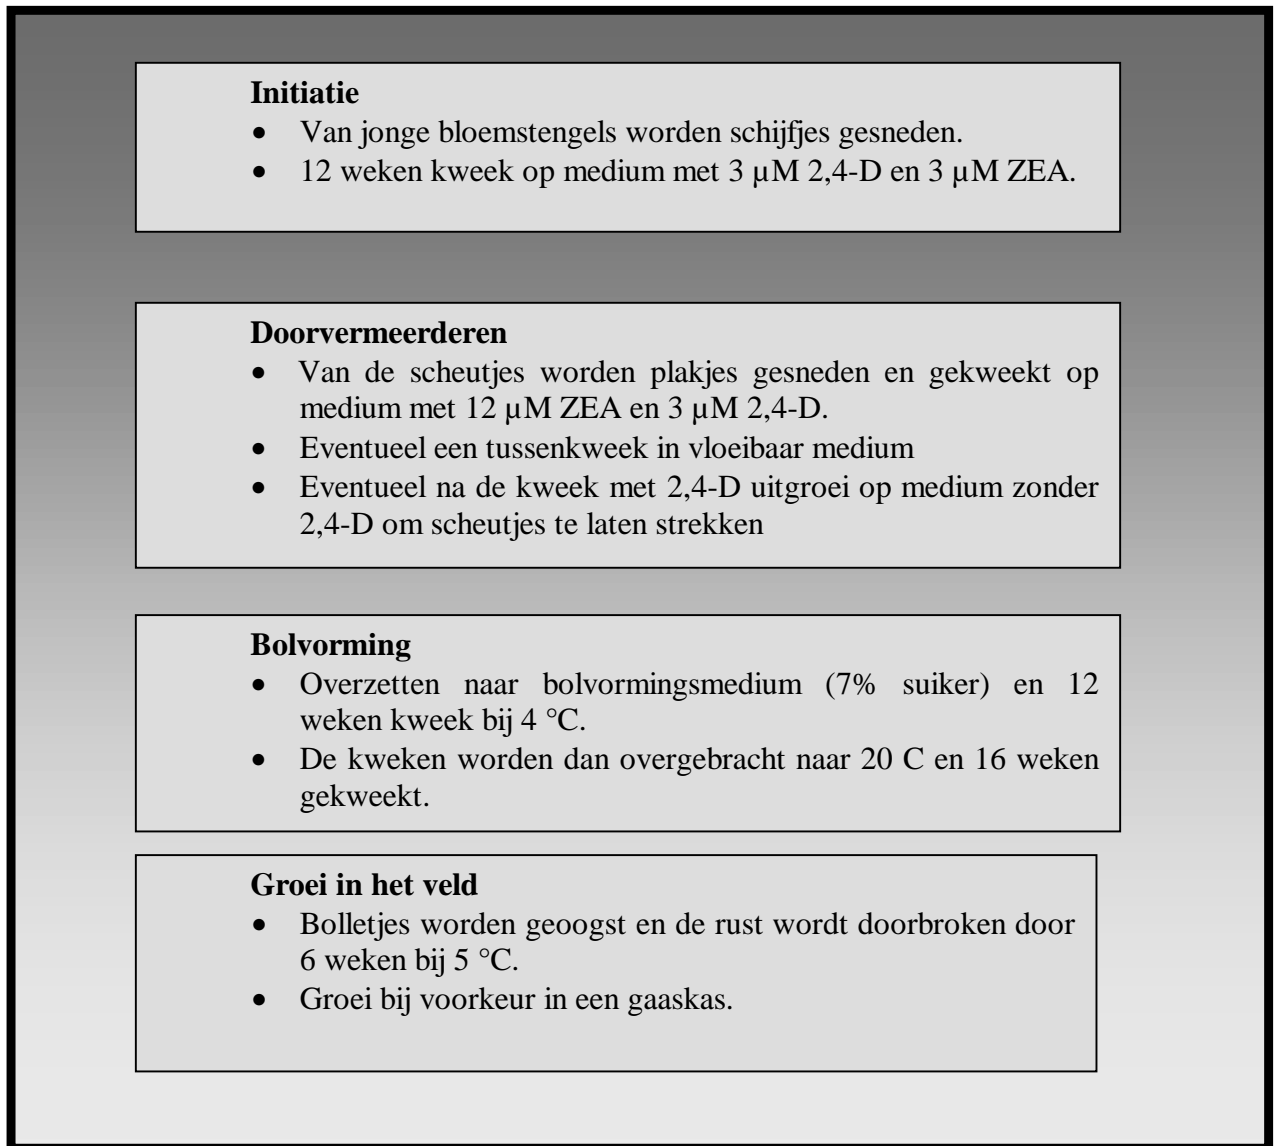 Initiatie
• Van jonge bloemstengels worden schijfjes gesneden.
• 12 weken kweek op medium met 3 µM 2,4-D en 3 µM ZEA.
Doorvermeerderen
• Van de scheutjes worden plakjes gesneden en gekweekt op
medium met 12 µM ZEA en 3 µM 2,4-D.
• Eventueel een tussenkweek in vloeibaar medium
• Eventueel na de kweek met 2,4-D uitgroei op medium zonder
2,4-D om scheutjes te laten strekken
Bolvorming
• Overzetten naar bolvormingsmedium (7% suiker) en 12
weken kweek bij 4 °C.
• De kweken worden dan overgebracht naar 20 C en 16 weken
gekweekt.
Groei in het veld
• Bolletjes worden geoogst en de rust wordt doorbroken door
6 weken bij 5 °C.
• Groei bij voorkeur in een gaaskas.